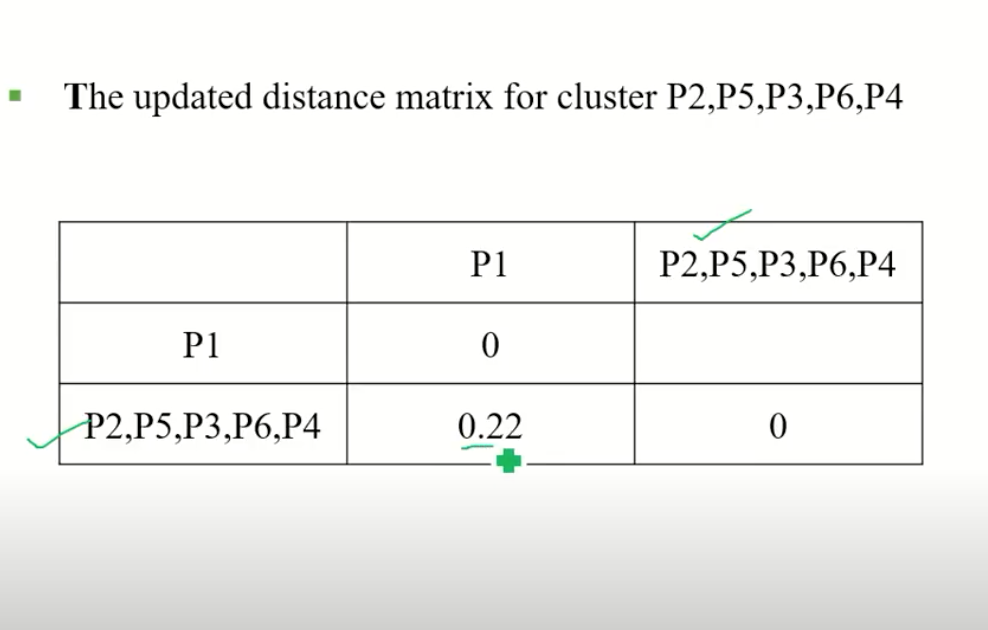 The updated distance matrix for cluster P2,P5,P3,P6,P4
P1 P2,P5,P3,P6,P4
P1 0
P2,P5,P3,P6,P4 0.22 0